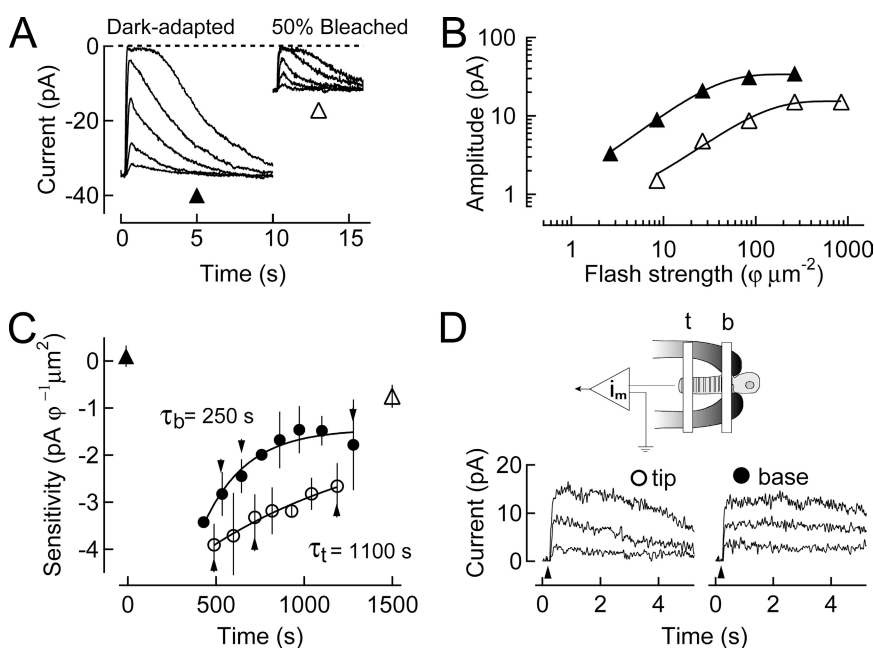 A
Dark-adapted 50% Bleached
0
-20
-40
Current (pA)
0 5 10 15
Time (s)
B
100
10
1
Amplitude (pA)
1 10 100 1000
Flash strength (φ μm-2)
C
0
-1
-2
-3
-4
Sensitivity (pA φ -1μm2)
τb= 250 s
τt= 1100 s
0 500 1000 1500
Time (s)
D
t b
im
20
10
0
Current (pA)
tip base
0 2 4 0 2 4
Time (s)